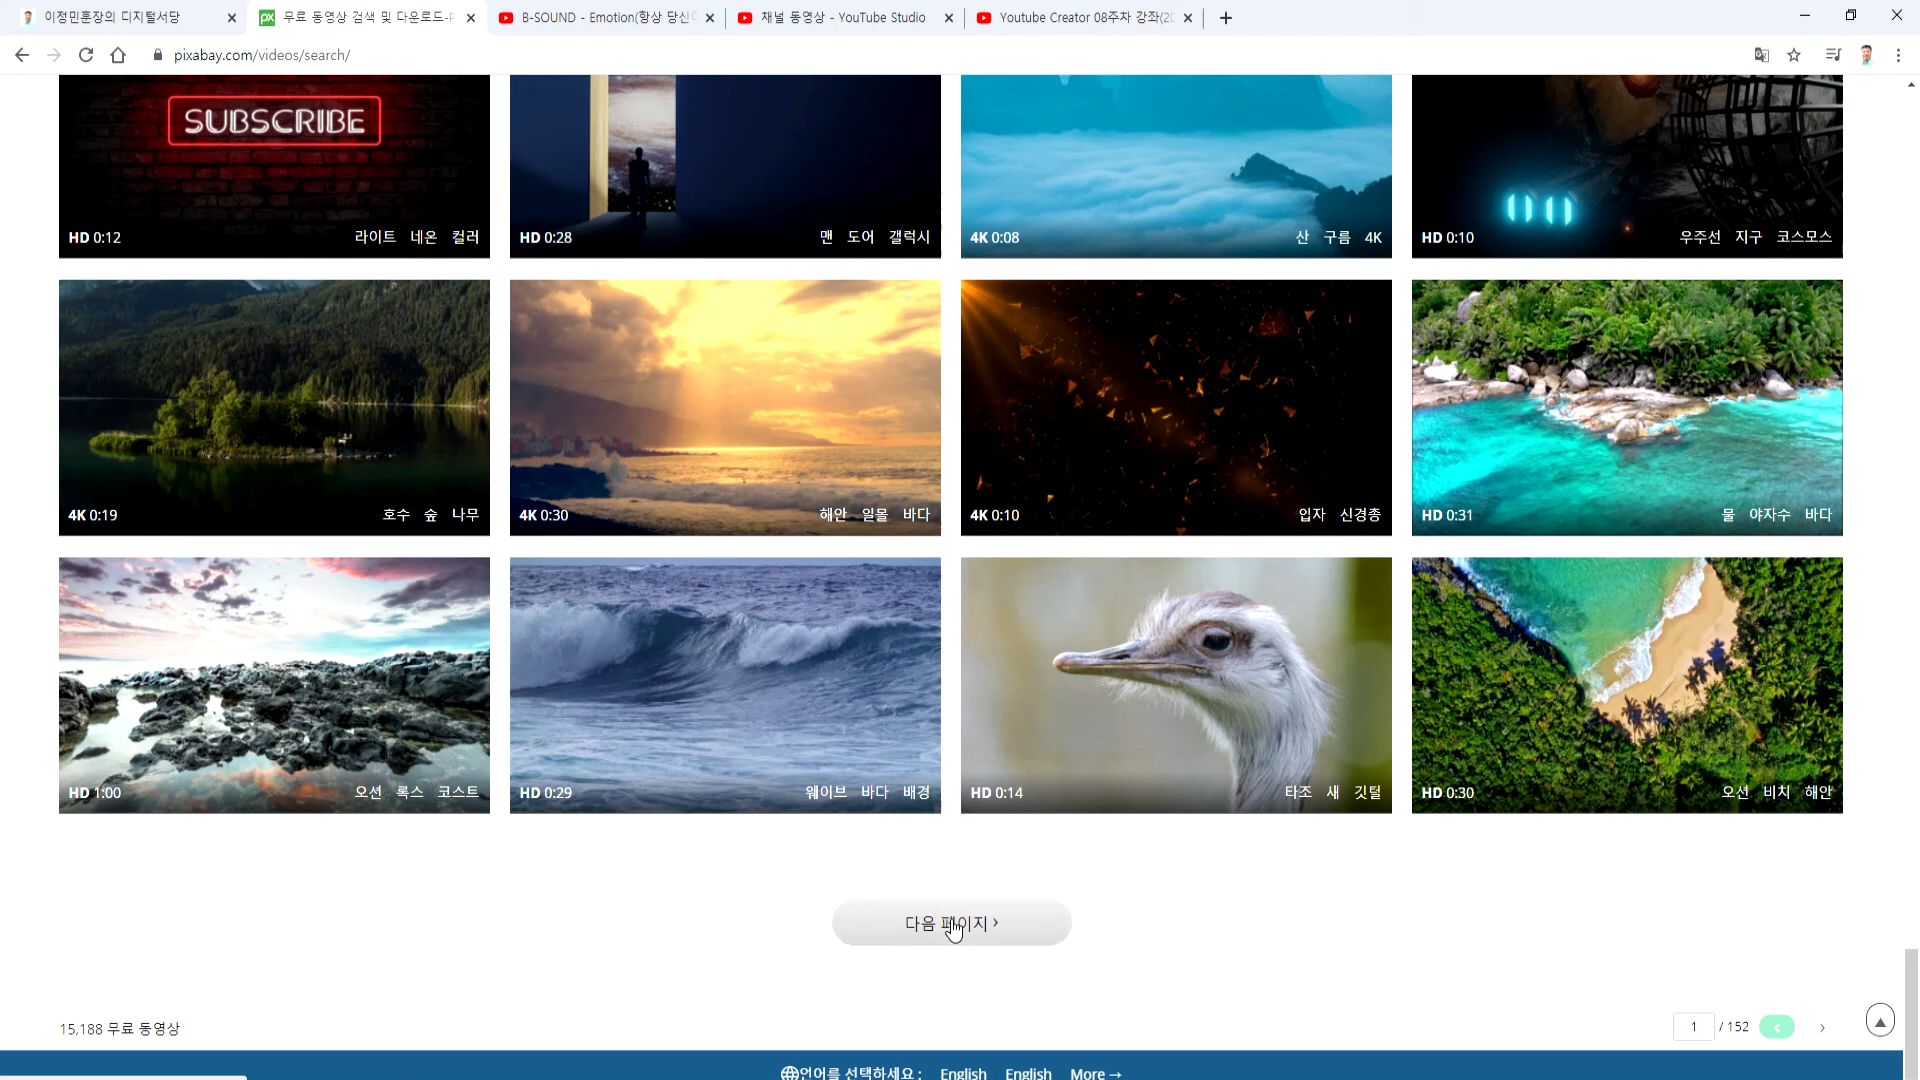 이정민훈장의 디지털서당
무료 동영상 검색 및 다운로드-P
B-SOUND - Emotion(항상 당신
채널 동영상 - YouTube Studio
Youtube Creator 08주차 강좌(20
pixabay.com/videos/search/
SUBSCRIBE
HD 0:12 라이트 네온 컬러
HD 0:28 맨 도어 갤럭시
4K 0:08 산 구름 4K
HD 0:10 우주선 지구 코스모스
4K 0:19 호수 숲 나무
4K 0:30 해안 일몰 바다
4K 0:10 입자 신경총
HD 0:31 물 야자수 바다
HD 1:00 오션 록스 코스트
HD 0:29 웨이브 바다 배경
HD 0:14 타조 새 깃털
HD 0:30 오션 비치 해안
다음 페이지 ›
15,188 무료 동영상
1 / 152 ‹ ›
언어를 선택하세요 : English English More →